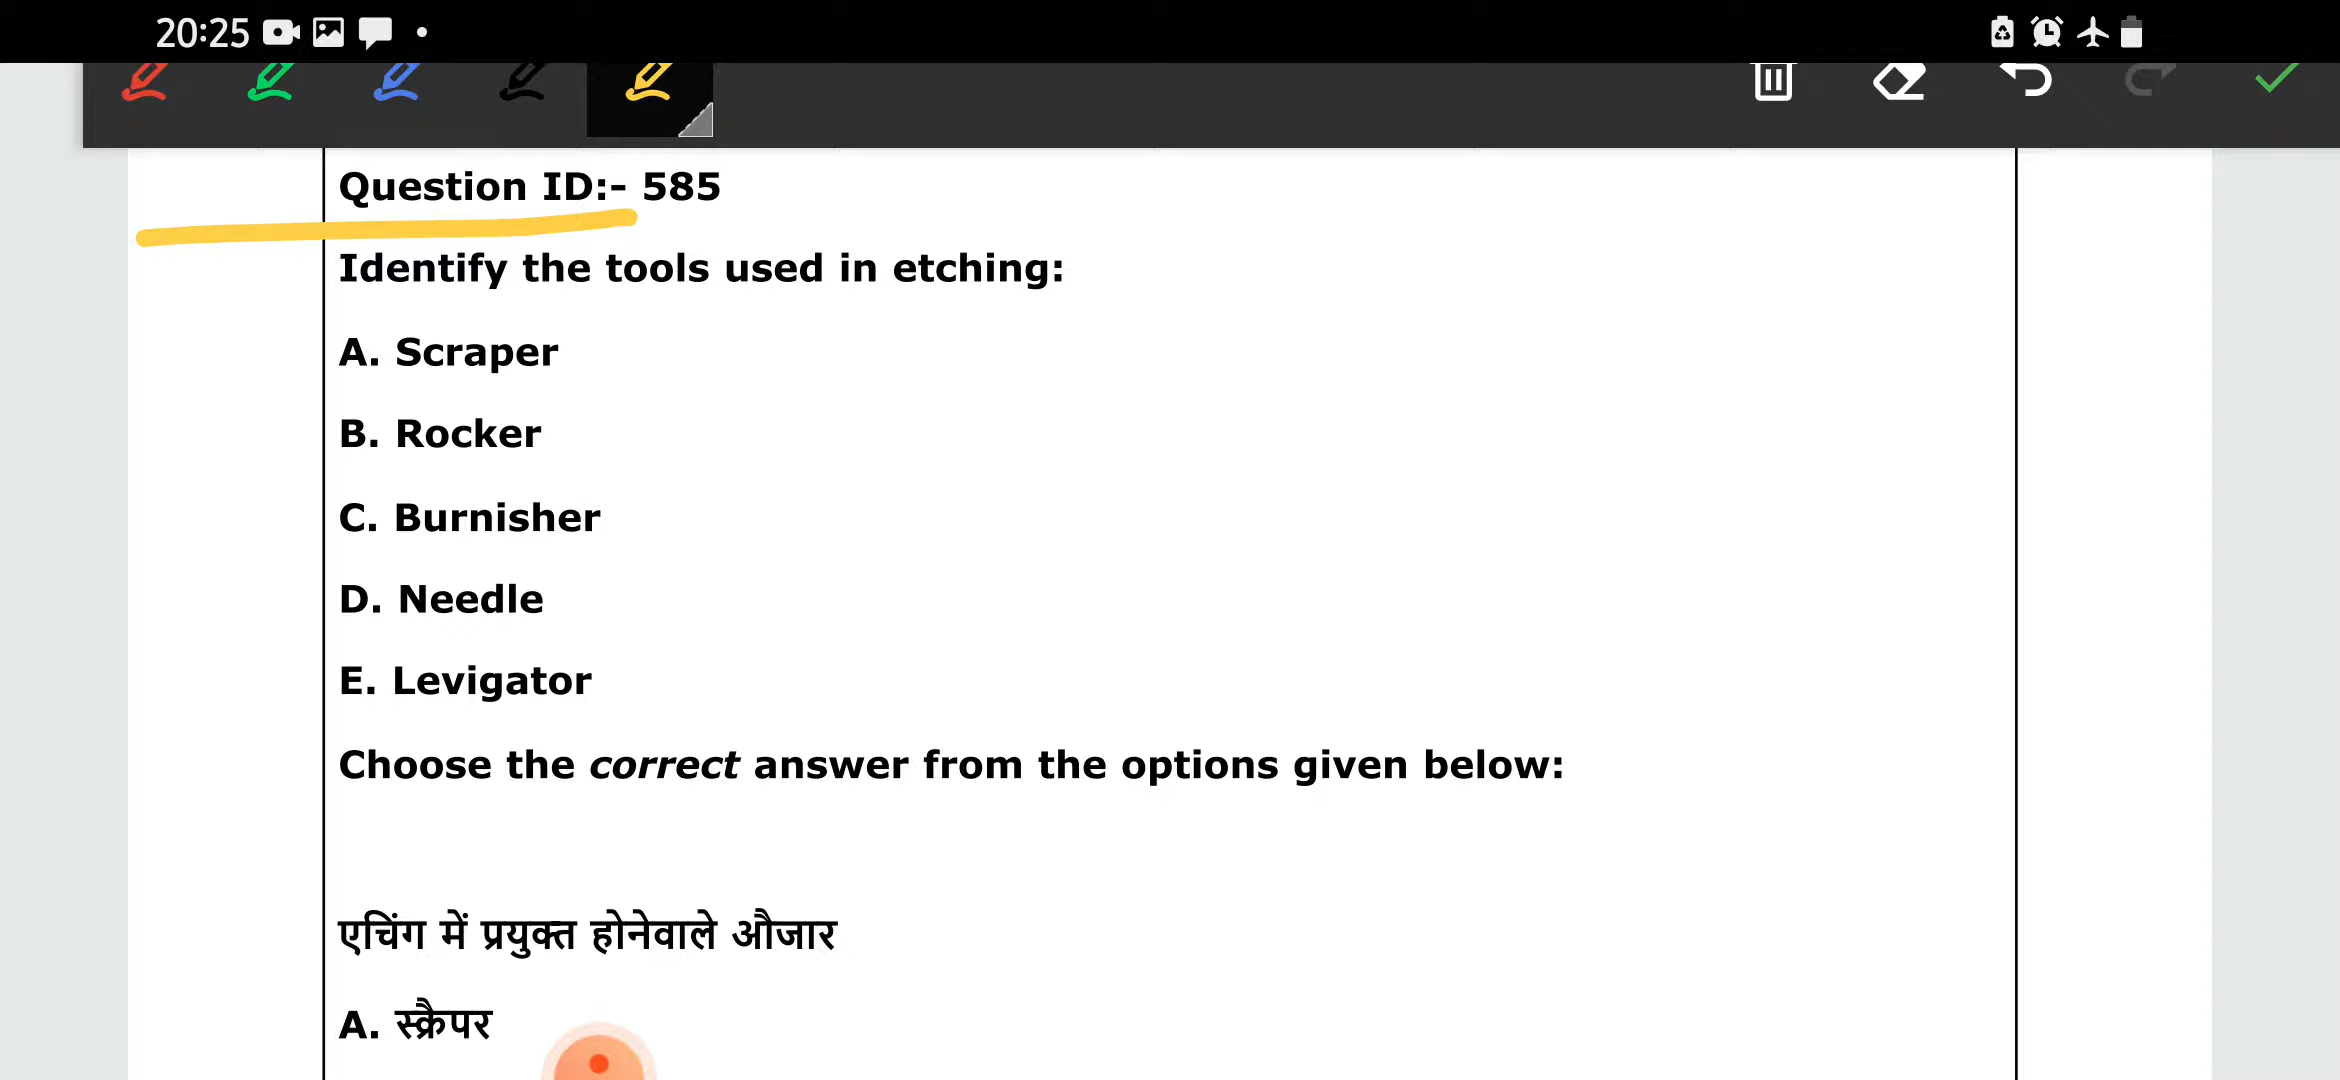 20:25
Question ID:- 585
Identify the tools used in etching:
A. Scraper
B. Rocker
C. Burnisher
D. Needle
E. Levigator
Choose the correct answer from the options given below:
एचिंग में प्रयुक्त होनेवाले औजार
A. स्क्रैपर